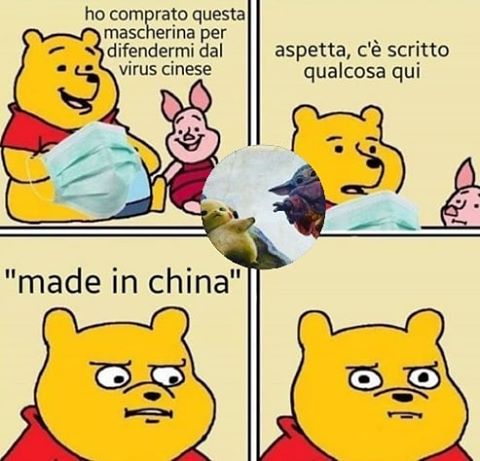 ho comprato questa
mascherina per
difendermi dal
virus cinese
aspetta, c'è scritto
qualcosa qui
"made in china"